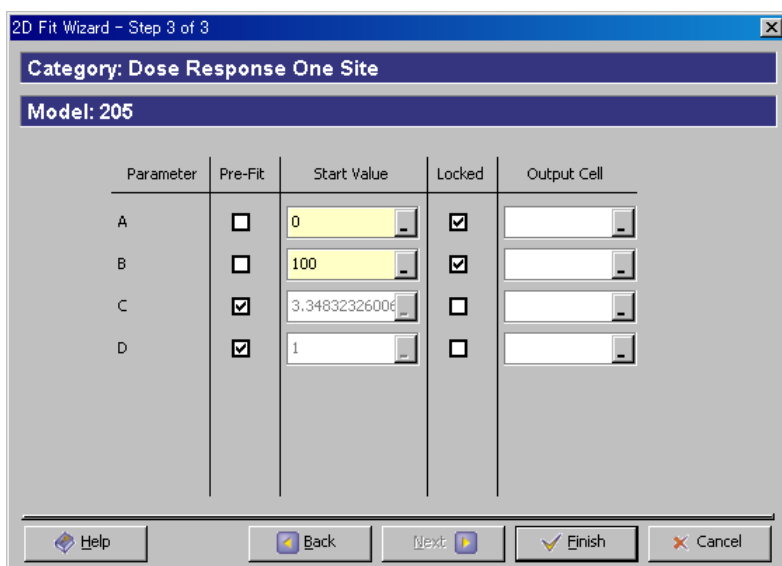 2D Fit Wizard - Step 3 of 3
Category: Dose Response One Site
Model: 205
Parameter Pre-Fit Start Value Locked Output Cell
A 0
B 100
C 3.34832326006
D 1
Help Back Next Finish Cancel